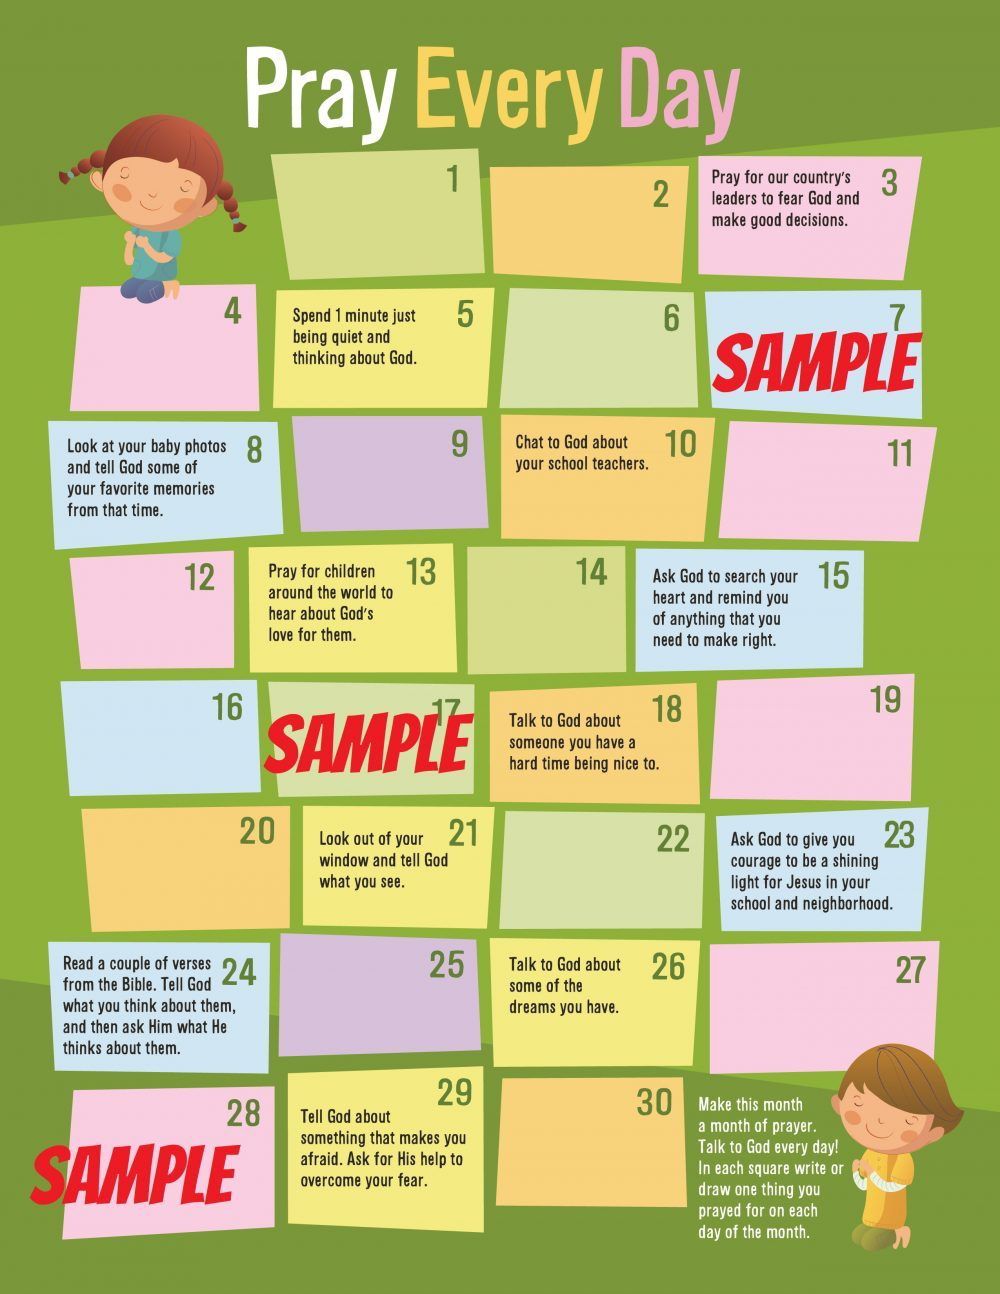 Pray Every Day
1
2
3
Pray for our country's
leaders to fear God and
make good decisions.
4
5
Spend 1 minute just
being quiet and
thinking about God.
6
7
SAMPLE
8
Look at your baby photos
and tell God some of
your favorite memories
from that time.
9
10
Chat to God about
your school teachers.
11
12
13
Pray for children
around the world to
hear about God's
love for them.
14
15
Ask God to search your
heart and remind you
of anything that you
need to make right.
16
17
SAMPLE
18
Talk to God about
someone you have a
hard time being nice to.
19
20
21
Look out of your
window and tell God
what you see.
22
23
Ask God to give you
courage to be a shining
light for Jesus in your
school and neighborhood.
24
Read a couple of verses
from the Bible. Tell God
what you think about them,
and then ask Him what He
thinks about them.
25
26
Talk to God about
some of the
dreams you have.
27
28
SAMPLE
29
Tell God about
something that makes you
afraid. Ask for His help to
overcome your fear.
30
Make this month
a month of prayer.
Talk to God every day!
In each square write or
draw one thing you
prayed for on each
day of the month.